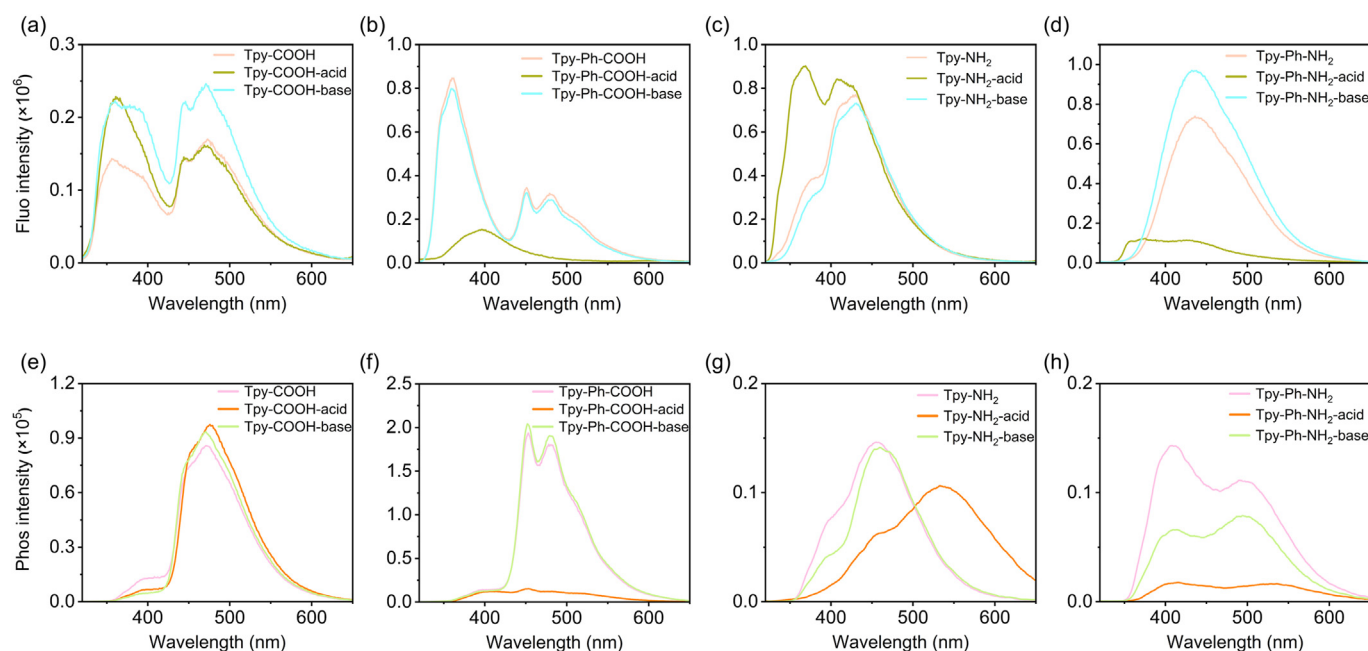 (a)
Fluo intensity (×10⁶)
0.3
0.2
0.1
0.0
Tpy-COOH
Tpy-COOH-acid
Tpy-COOH-base
400 500 600
Wavelength (nm)
(b)
1.0
0.8
0.6
0.4
0.2
0.0
Tpy-Ph-COOH
Tpy-Ph-COOH-acid
Tpy-Ph-COOH-base
400 500 600
Wavelength (nm)
(c)
1.0
0.8
0.6
0.4
0.2
0.0
Tpy-NH₂
Tpy-NH₂-acid
Tpy-NH₂-base
400 500 600
Wavelength (nm)
(d)
1.0
0.8
0.6
0.4
0.2
0.0
Tpy-Ph-NH₂
Tpy-Ph-NH₂-acid
Tpy-Ph-NH₂-base
400 500 600
Wavelength (nm)
(e)
Phos intensity (×10⁵)
1.2
0.9
0.6
0.3
0.0
Tpy-COOH
Tpy-COOH-acid
Tpy-COOH-base
400 500 600
Wavelength (nm)
(f)
2.5
2.0
1.5
1.0
0.5
0.0
Tpy-Ph-COOH
Tpy-Ph-COOH-acid
Tpy-Ph-COOH-base
400 500 600
Wavelength (nm)
(g)
0.2
0.1
0.0
Tpy-NH₂
Tpy-NH₂-acid
Tpy-NH₂-base
400 500 600
Wavelength (nm)
(h)
0.2
0.1
0.0
Tpy-Ph-NH₂
Tpy-Ph-NH₂-acid
Tpy-Ph-NH₂-base
400 500 600
Wavelength (nm)